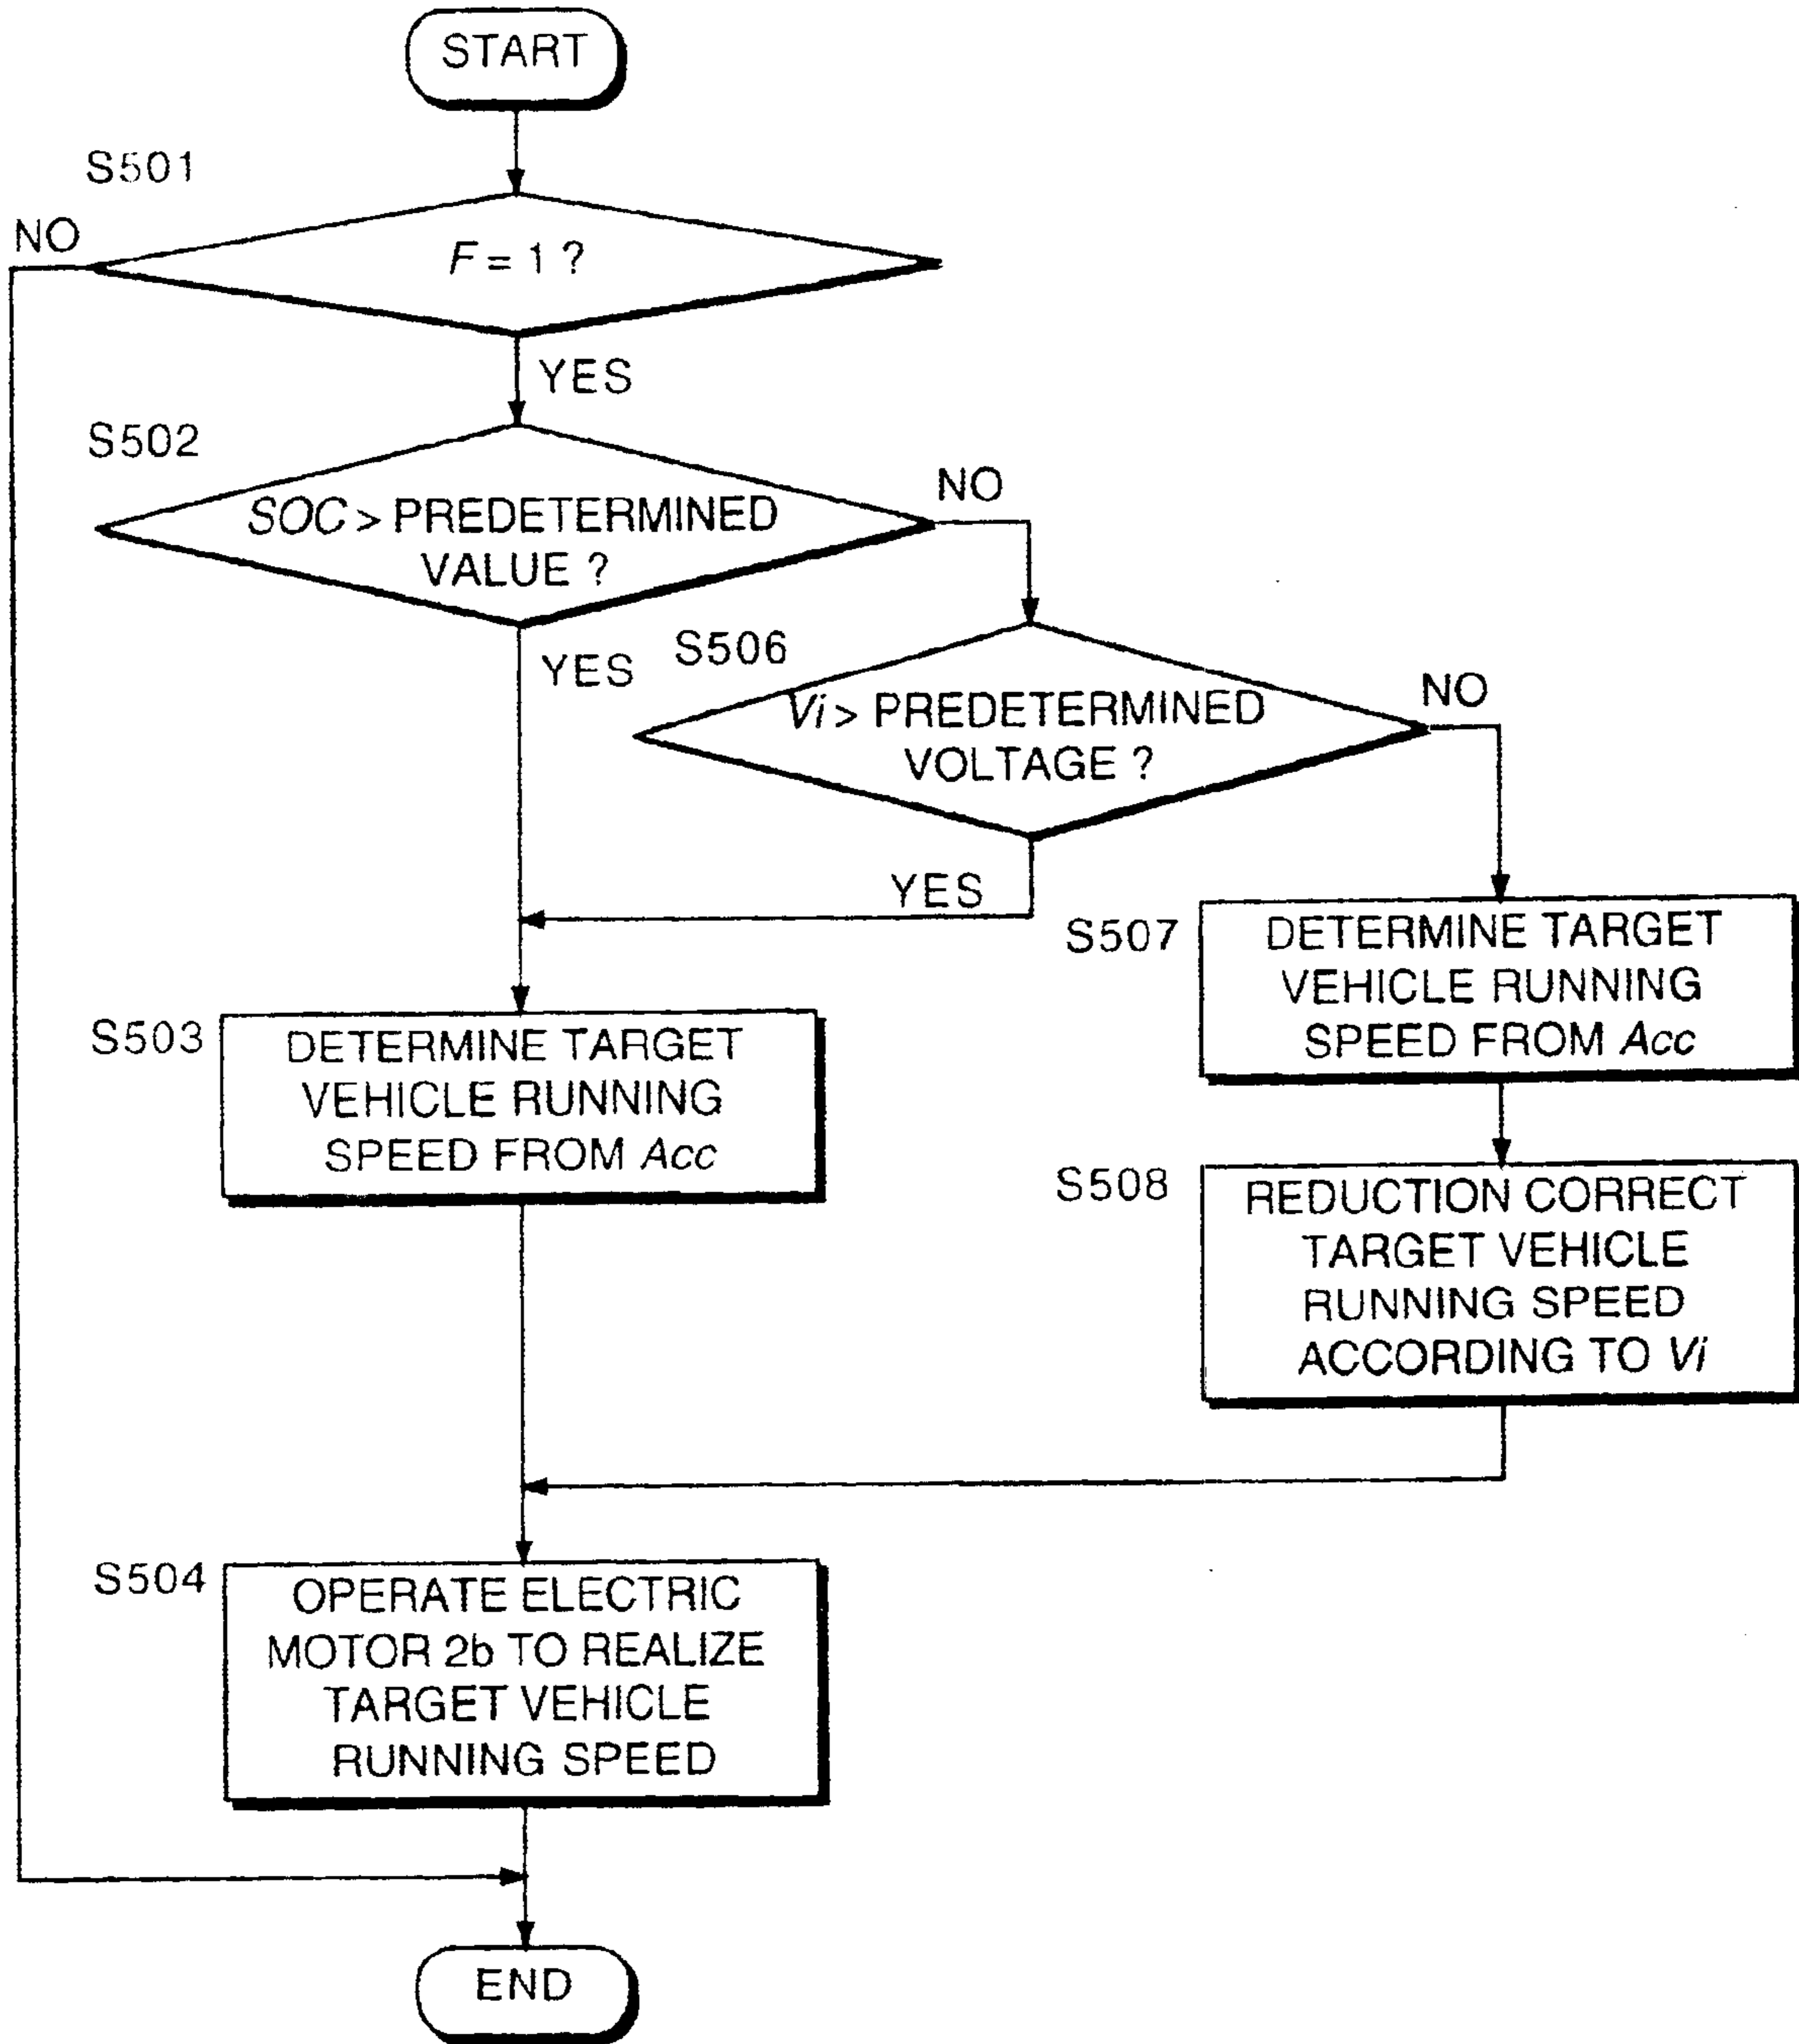 START
S501
NO
F = 1 ?
YES
S502
SOC > PREDETERMINED
VALUE ?
NO
YES
S506
Vi > PREDETERMINED
VOLTAGE ?
NO
YES
S507
DETERMINE TARGET
VEHICLE RUNNING
SPEED FROM Acc
S503
DETERMINE TARGET
VEHICLE RUNNING
SPEED FROM Acc
S508
REDUCTION CORRECT
TARGET VEHICLE
RUNNING SPEED
ACCORDING TO Vi
S504
OPERATE ELECTRIC
MOTOR 2b TO REALIZE
TARGET VEHICLE
RUNNING SPEED
END